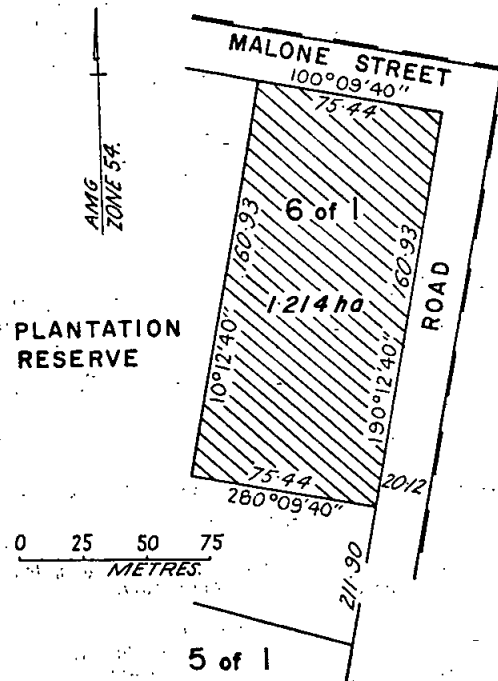 MALONE STREET
100°09'40"
75·44
AMG
ZONE 54.
6 of 1
160·93
160·93
1·214 ha
ROAD
PLANTATION
RESERVE
10°12'40"
190°12'40"
75·44
20·12
280°09'40"
0 25 50 75
METRES.
211·90
5 of 1